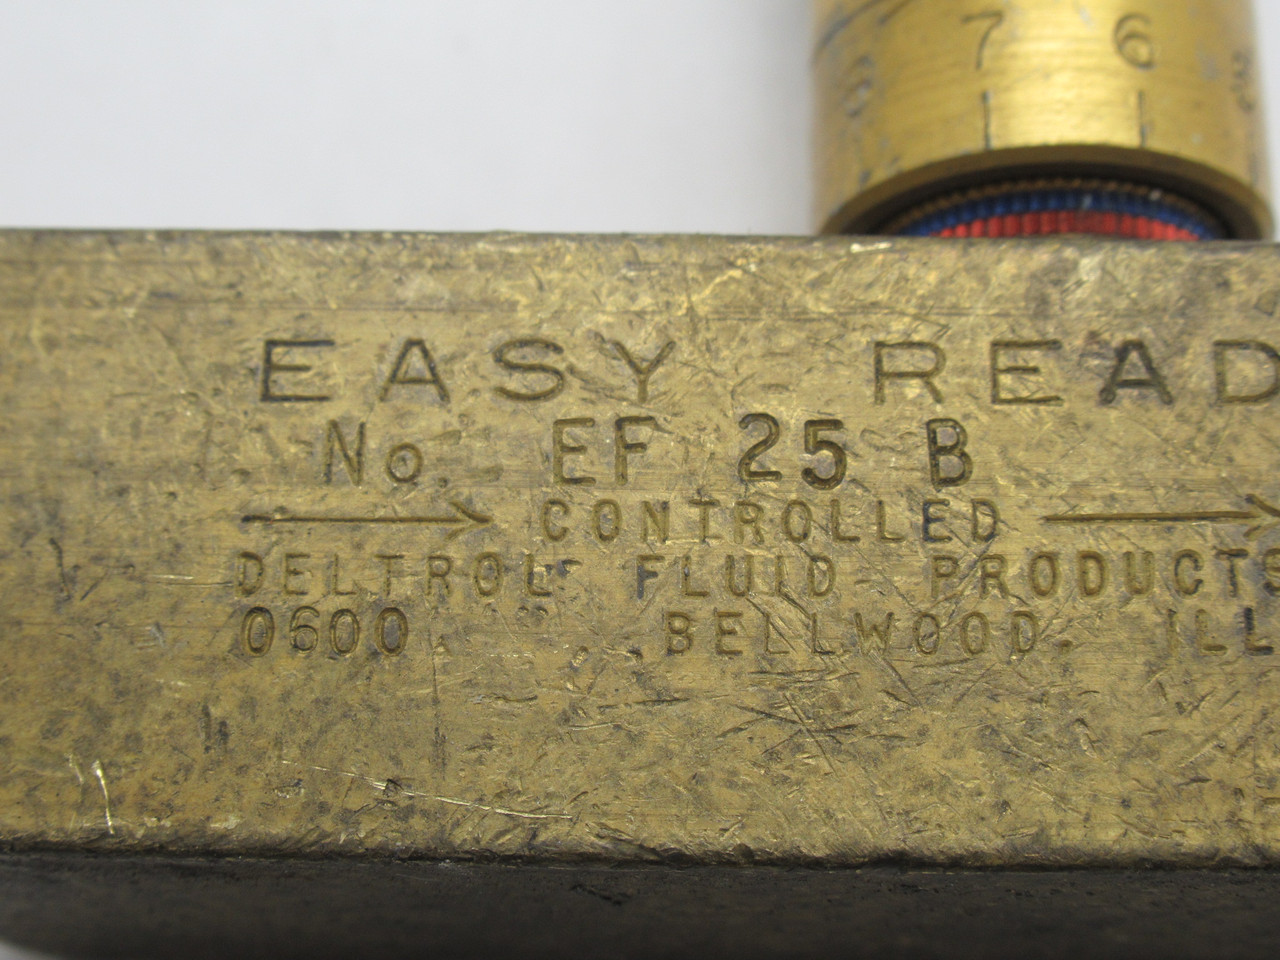 7 6
EASY READ
No. EF 25 B
→ CONTROLLED →
DELTROL FLUID PRODUCTS
0600 BELLWOOD. ILL